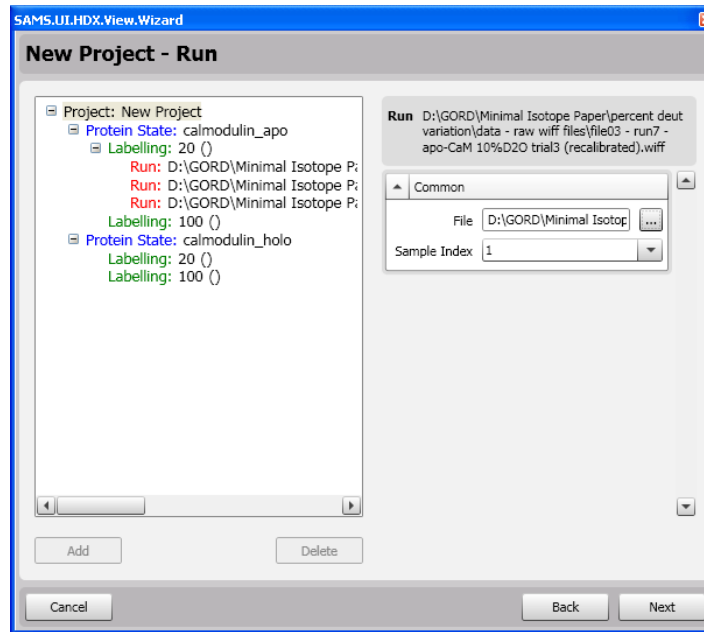 SAMS.UI.HDX.View.Wizard
New Project - Run
Project: New Project
Protein State: calmodulin_apo
Labelling: 20 ()
Run: D:\GORD\Minimal Isotope Pa
Run: D:\GORD\Minimal Isotope Pa
Run: D:\GORD\Minimal Isotope Pa
Labelling: 100 ()
Protein State: calmodulin_holo
Labelling: 20 ()
Labelling: 100 ()
Add
Delete
Run D:\GORD\Minimal Isotope Paper\percent deut
variation\data - raw wiff files\file03 - run7 -
apo-CaM 10%D2O trial3 (recalibrated).wiff
Common
File D:\GORD\Minimal Isotop ...
Sample Index 1
Cancel
Back
Next